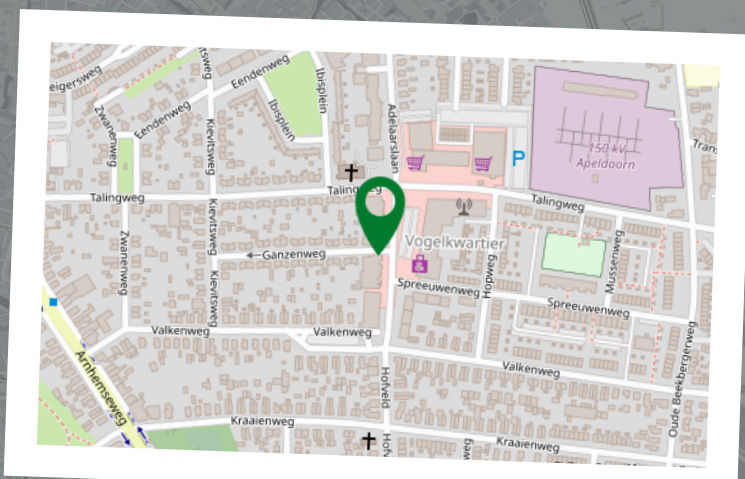 Eendenweg
Ibisplein
Zwanenweg
Eendenweg
Kievitsweg
Ibisplein
Adelaarslaan
150 kV
Apeldoorn
P
Talingweg
Talingweg
Talingweg
Kievitsweg
Zwanenweg
Ganzenweg
Vogelkwartier
Hopweg
Mussenweg
Spreeuwenweg
Spreeuwenweg
Kievitsweg
Valkenweg
Valkenweg
Valkenweg
Oude Beekbergerweg
Arnhemseweg
Hofveld
Kraaienweg
Kraaienweg